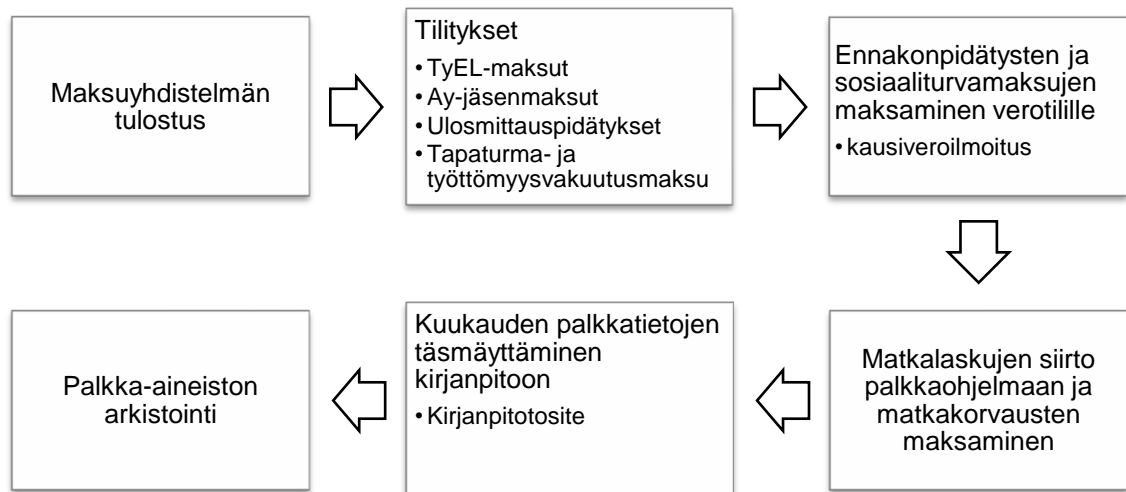 Maksuyhdistelmän
tulostus
Tilitykset
• TyEL-maksut
• Ay-jäsenmaksut
• Ulosmittauspidätykset
• Tapaturma- ja
työttömyysvakuutusmaksu
Ennakonpidätysten ja
sosiaaliturvamaksujen
maksaminen verotilille
• kausiveroilmoitus
Matkalaskujen siirto
palkkaohjelmaan ja
matkakorvausten
maksaminen
Kuukauden palkkatietojen
täsmäyttäminen
kirjanpitoon
• Kirjanpitotosite
Palkka-aineiston
arkistointi